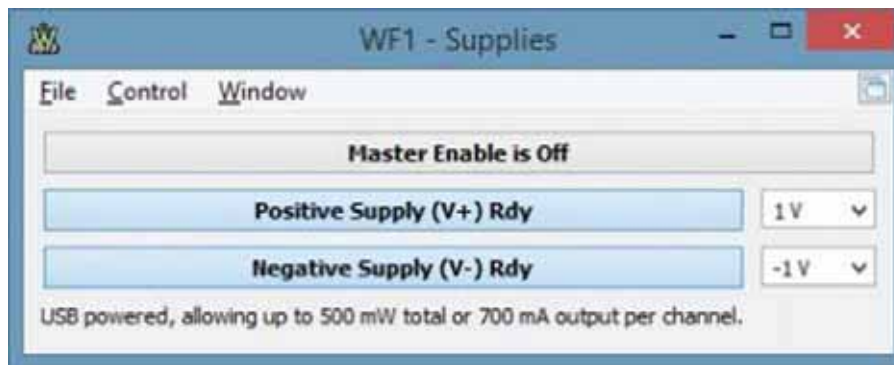 WF1 - Supplies
File Control Window
Master Enable is Off
Positive Supply (V+) Rdy 1 V
Negative Supply (V-) Rdy -1 V
USB powered, allowing up to 500 mW total or 700 mA output per channel.